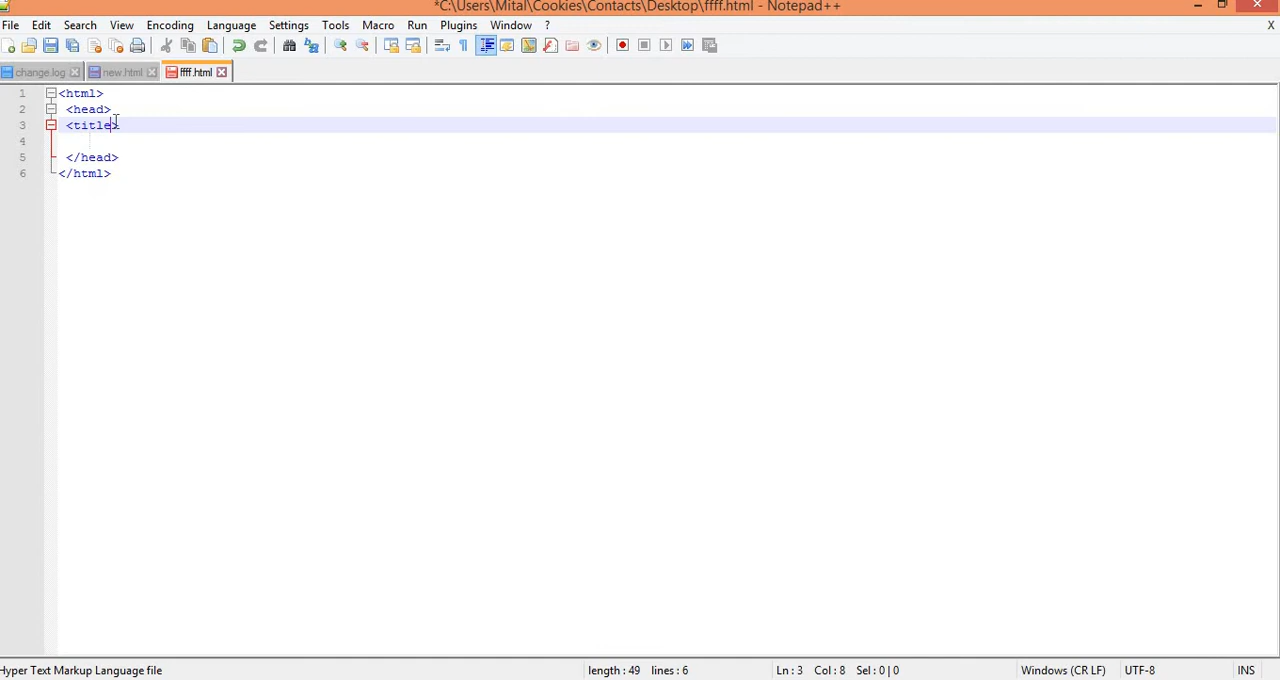 *C:\Users\Mital\Cookies\Contacts\Desktop\ffff.html - Notepad++
File Edit Search View Encoding Language Settings Tools Macro Run Plugins Window ? X
change.log new.html ffff.html
1 <html>
2 <head>
3 <title>
4
5 </head>
6 </html>
Hyper Text Markup Language file length : 49 lines : 6 Ln : 3 Col : 8 Sel : 0 | 0 Windows (CR LF) UTF-8 INS